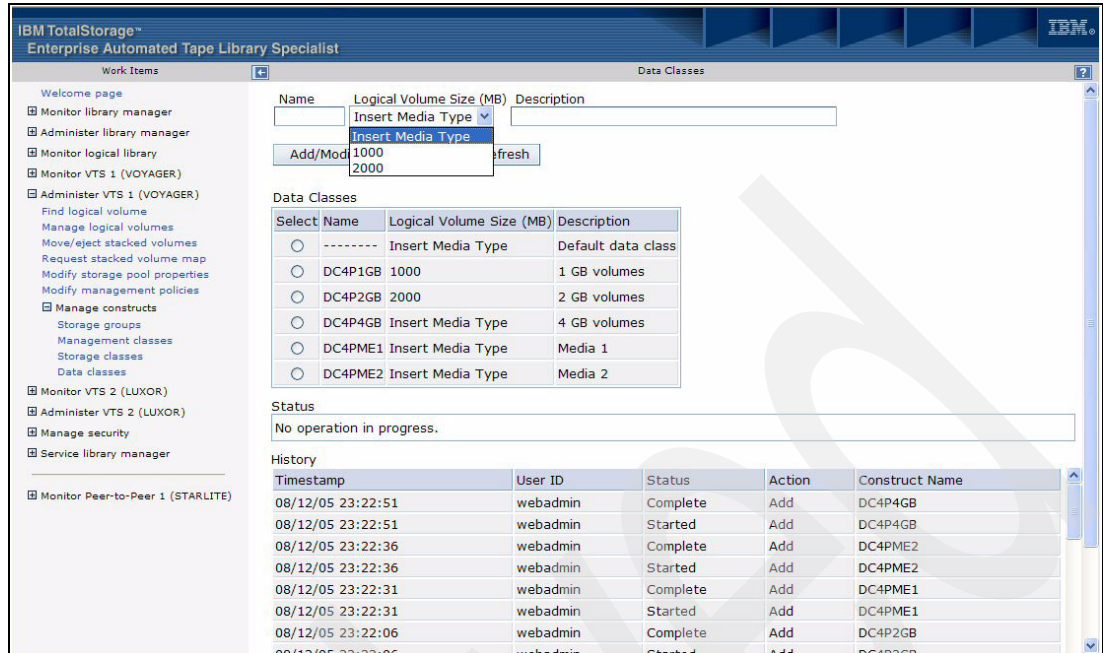 IBM TotalStorage™
Enterprise Automated Tape Library Specialist
IBM®
Work Items
Data Classes
?
Welcome page
Monitor library manager
Administer library manager
Monitor logical library
Monitor VTS 1 (VOYAGER)
Administer VTS 1 (VOYAGER)
Find logical volume
Manage logical volumes
Move/eject stacked volumes
Request stacked volume map
Modify storage pool properties
Modify management policies
Manage constructs
Storage groups
Management classes
Storage classes
Data classes
Monitor VTS 2 (LUXOR)
Administer VTS 2 (LUXOR)
Manage security
Service library manager
Monitor Peer-to-Peer 1 (STARLITE)
Name Logical Volume Size (MB) Description
Insert Media Type
Insert Media Type
1000
2000
Add/Modi efresh
Data Classes
Select Name Logical Volume Size (MB) Description
-------- Insert Media Type Default data class
DC4P1GB 1000 1 GB volumes
DC4P2GB 2000 2 GB volumes
DC4P4GB Insert Media Type 4 GB volumes
DC4PME1 Insert Media Type Media 1
DC4PME2 Insert Media Type Media 2
Status
No operation in progress.
History
Timestamp User ID Status Action Construct Name
08/12/05 23:22:51 webadmin Complete Add DC4P4GB
08/12/05 23:22:51 webadmin Started Add DC4P4GB
08/12/05 23:22:36 webadmin Complete Add DC4PME2
08/12/05 23:22:36 webadmin Started Add DC4PME2
08/12/05 23:22:31 webadmin Complete Add DC4PME1
08/12/05 23:22:31 webadmin Started Add DC4PME1
08/12/05 23:22:06 webadmin Complete Add DC4P2GB